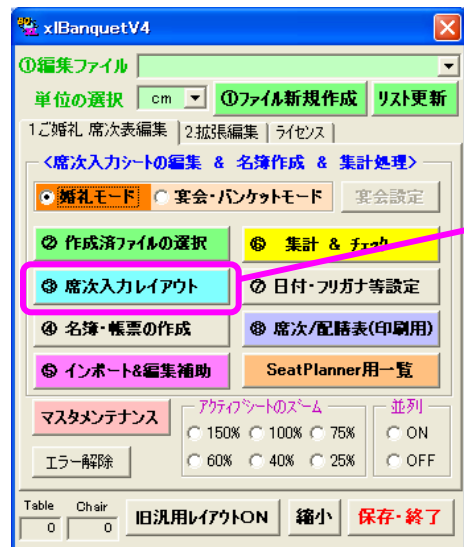 xlBanquetV4
①編集ファイル
単位の選択 cm ①ファイル新規作成 リスト更新
1ご婚礼 席次表編集 2拡張編集 ライセンス
<席次入力シートの編集 & 名簿作成 & 集計処理>
婚礼モード 宴会・バンケットモード 宴会設定
② 作成済ファイルの選択 ⑥ 集計 & チェック
③ 席次入力レイアウト ⑦ 日付・フリガナ等設定
④ 名簿・帳票の作成 ⑧ 席次/配膳表(印刷用)
⑤ インポート&編集補助 SeatPlanner用一覧
マスタメンテナンス アクティブシートのズーム 並列
150% 100% 75% ON
エラー解除 60% 40% 25% OFF
Table Chair
0 0 旧汎用レイアウトON 縮小 保存・終了